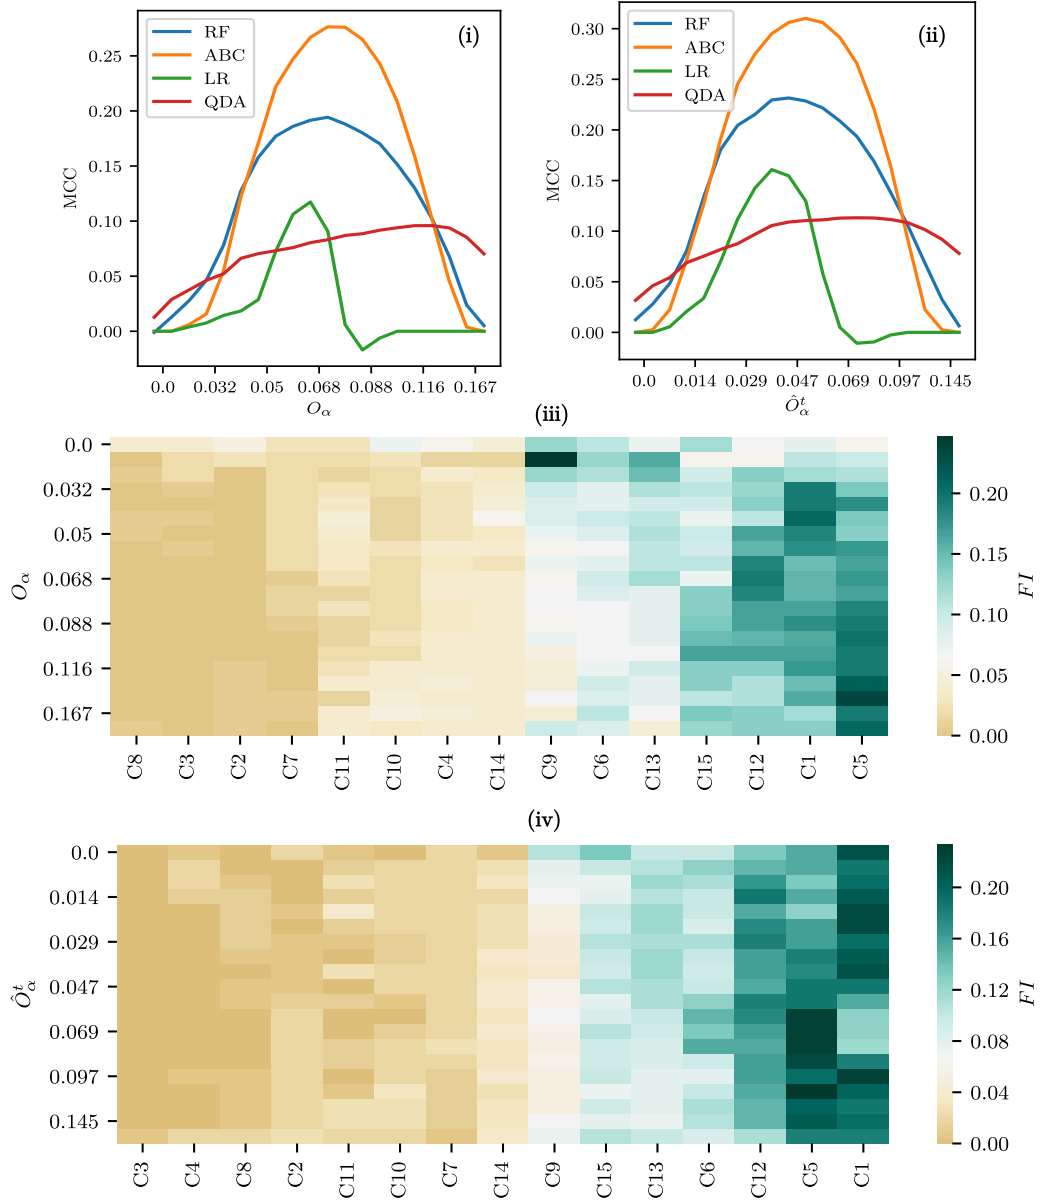 (i)
RF
ABC
LR
QDA
0.25
0.20
0.15
0.10
0.05
0.00
MCC
0.0 0.032 0.05 0.068 0.088 0.116 0.167
O_α
(ii)
RF
ABC
LR
QDA
0.30
0.25
0.20
0.15
0.10
0.05
0.00
MCC
0.0 0.014 0.029 0.047 0.069 0.097 0.145
Ô^t_α
(iii)
0.0
0.032
0.05
0.068
0.088
0.116
0.167
O_α
C8 C3 C2 C7 C11 C10 C4 C14 C9 C6 C13 C15 C12 C1 C5
0.20
0.15
0.10
0.05
0.00
FI
(iv)
0.0
0.014
0.029
0.047
0.069
0.097
0.145
Ô^t_α
C3 C4 C8 C2 C11 C10 C7 C14 C9 C15 C13 C6 C12 C5 C1
0.20
0.16
0.12
0.08
0.04
0.00
FI